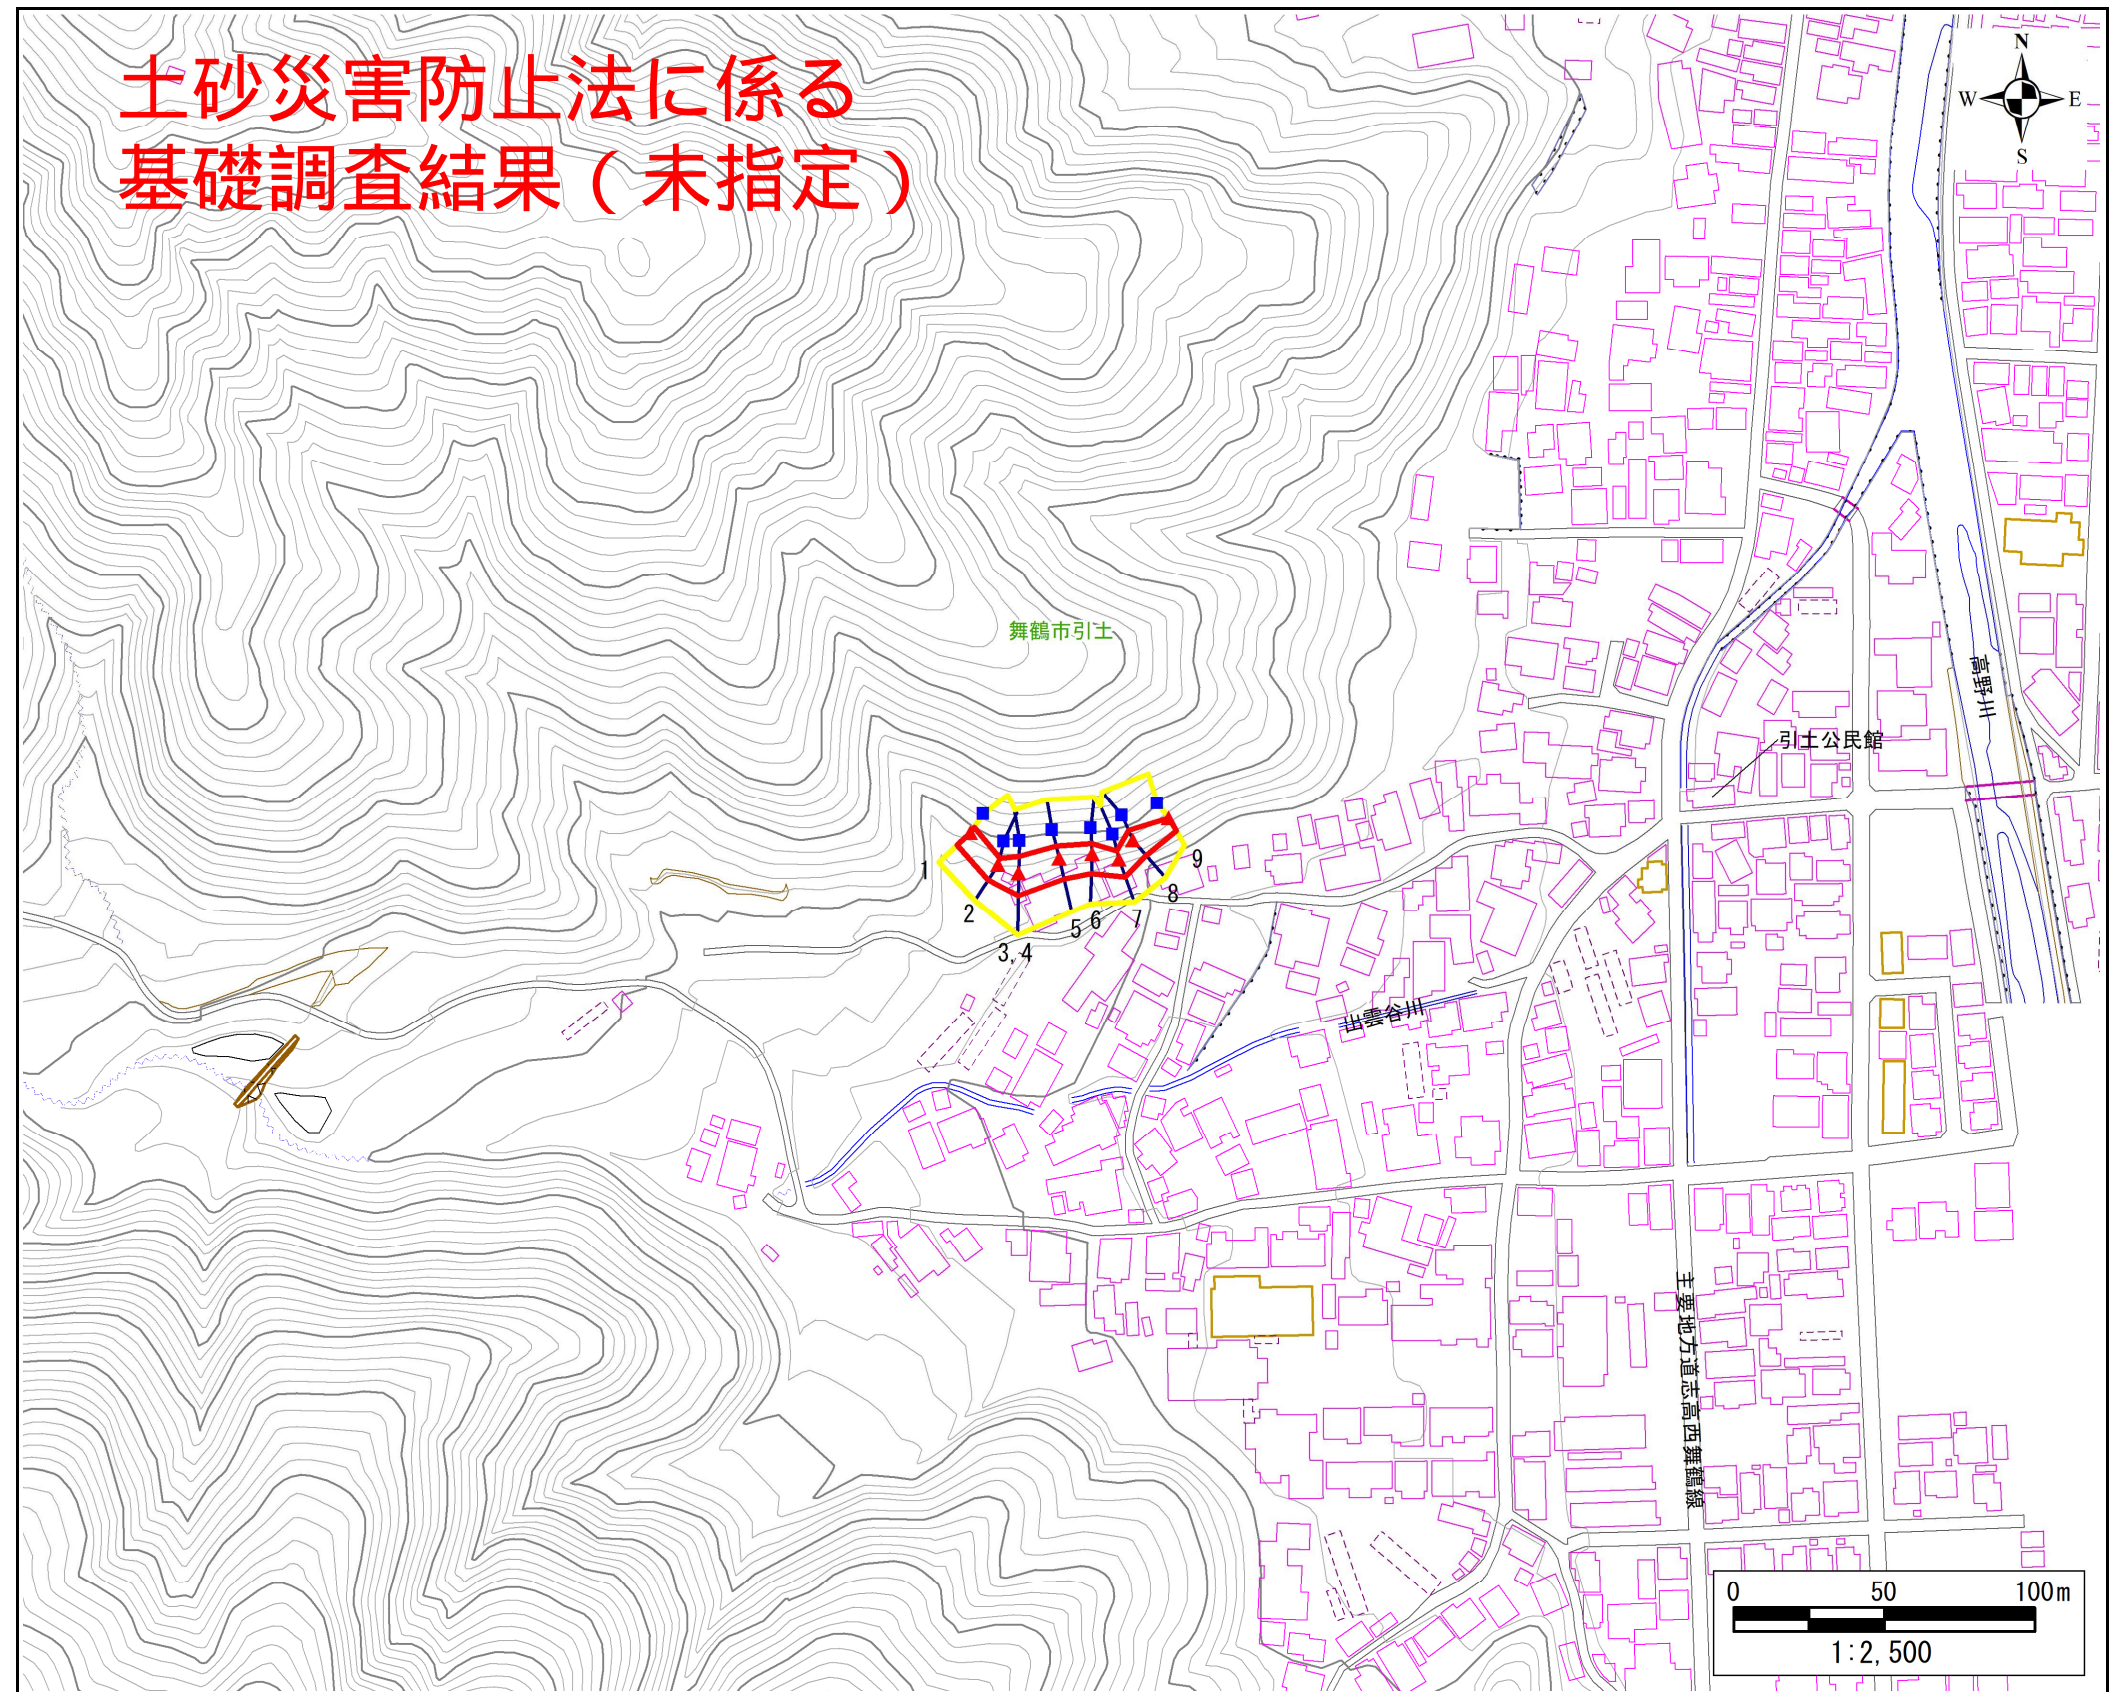 土砂災害防止法に係る
基礎調査結果（未指定）
N
W E
S
舞鶴市引土
高野川
引土公民館
1
2
3,4
5
6
7
8
9
出雲谷川
主要地方道志高西舞鶴線
0 50 100m
1:2,500